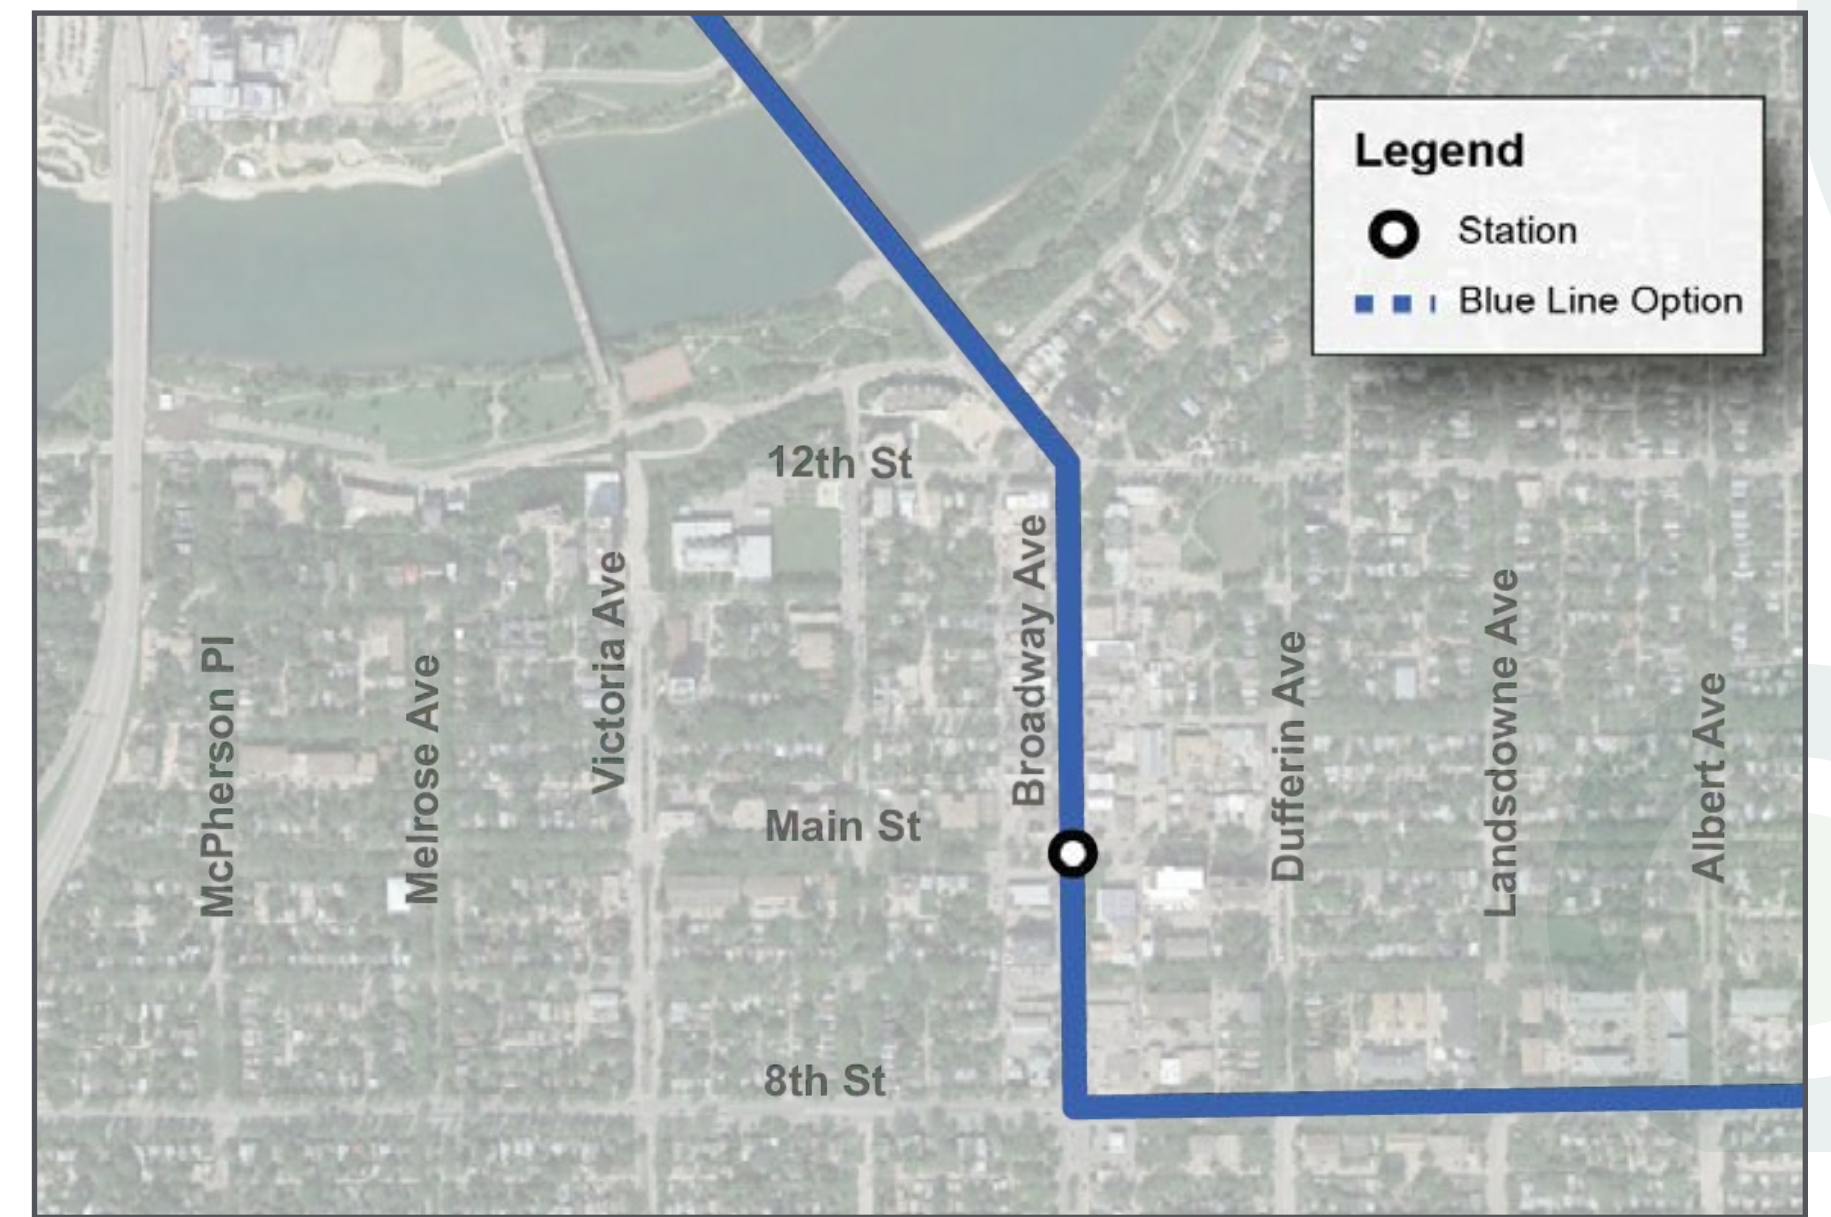 Legend
Station
Blue Line Option
12th St
Broadway Ave
Victoria Ave
Landsdowne Ave
McPherson Pl
Melrose Ave
Dufferin Ave
Albert Ave
Main St
8th St